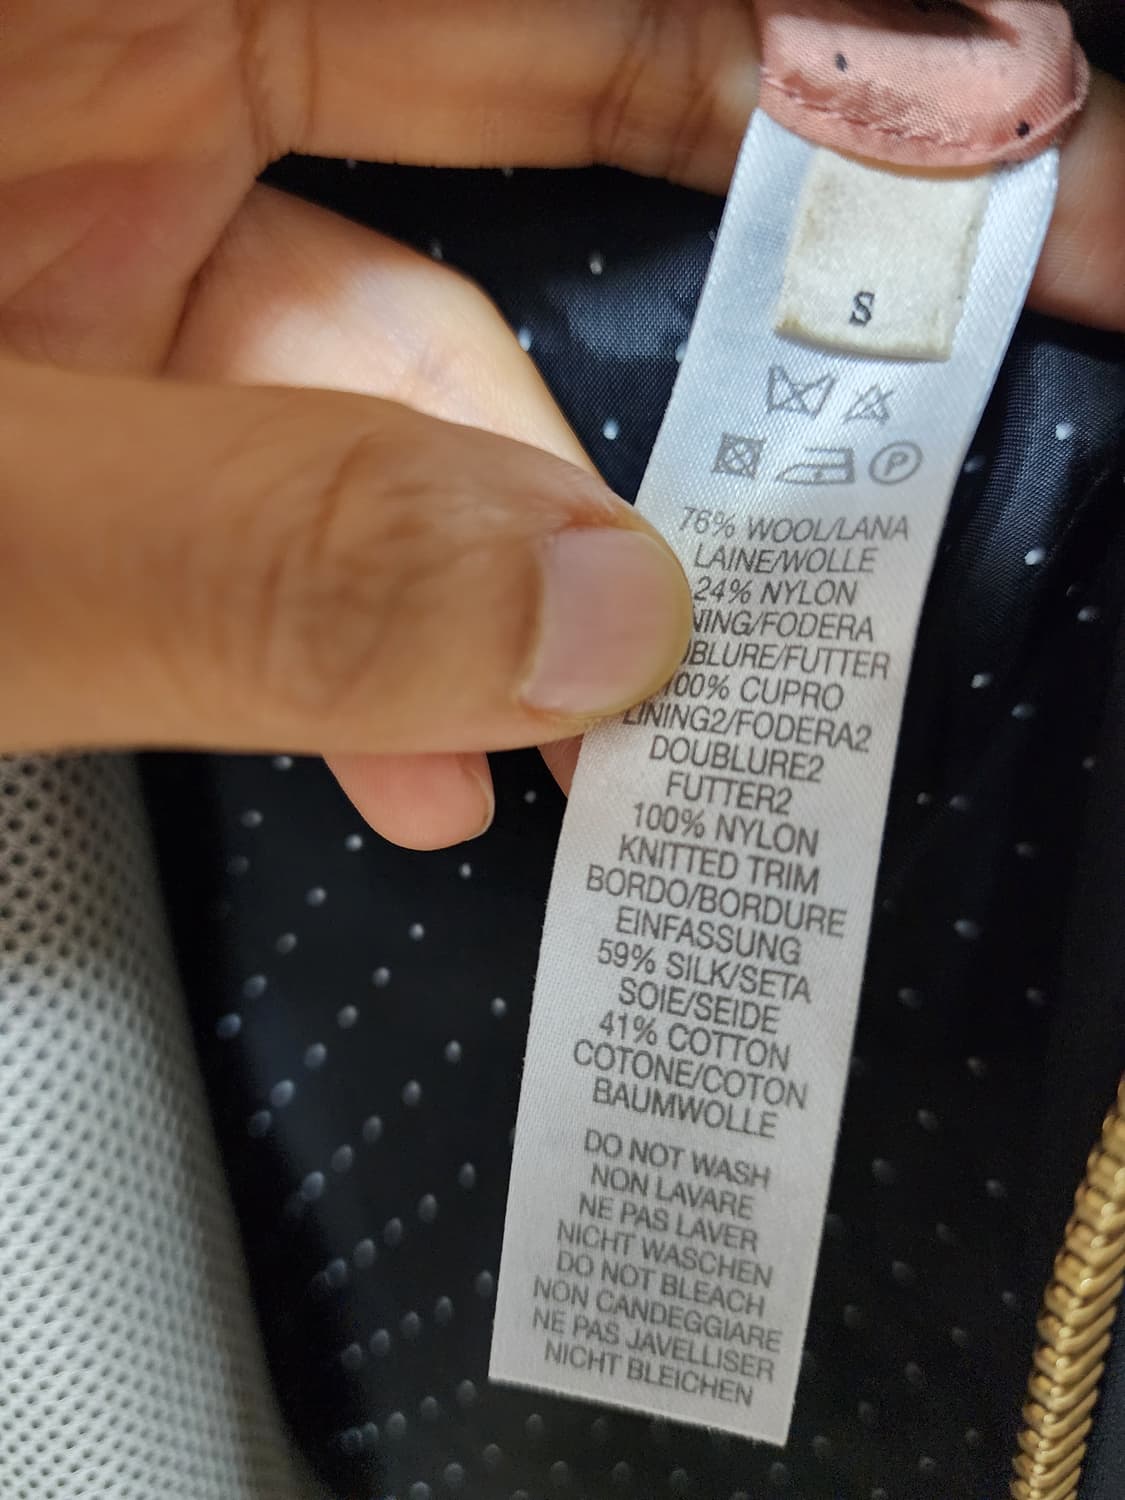 S
P
76% WOOL/LANA
LAINE/WOLLE
24% NYLON
NING/FODERA
BLURE/FUTTER
100% CUPRO
LINING2/FODERA2
DOUBLURE2
FUTTER2
100% NYLON
KNITTED TRIM
BORDO/BORDURE
EINFASSUNG
59% SILK/SETA
SOIE/SEIDE
41% COTTON
COTONE/COTON
BAUMWOLLE
DO NOT WASH
NON LAVARE
NE PAS LAVER
NICHT WASCHEN
DO NOT BLEACH
NON CANDEGGIARE
NE PAS JAVELLISER
NICHT BLEICHEN